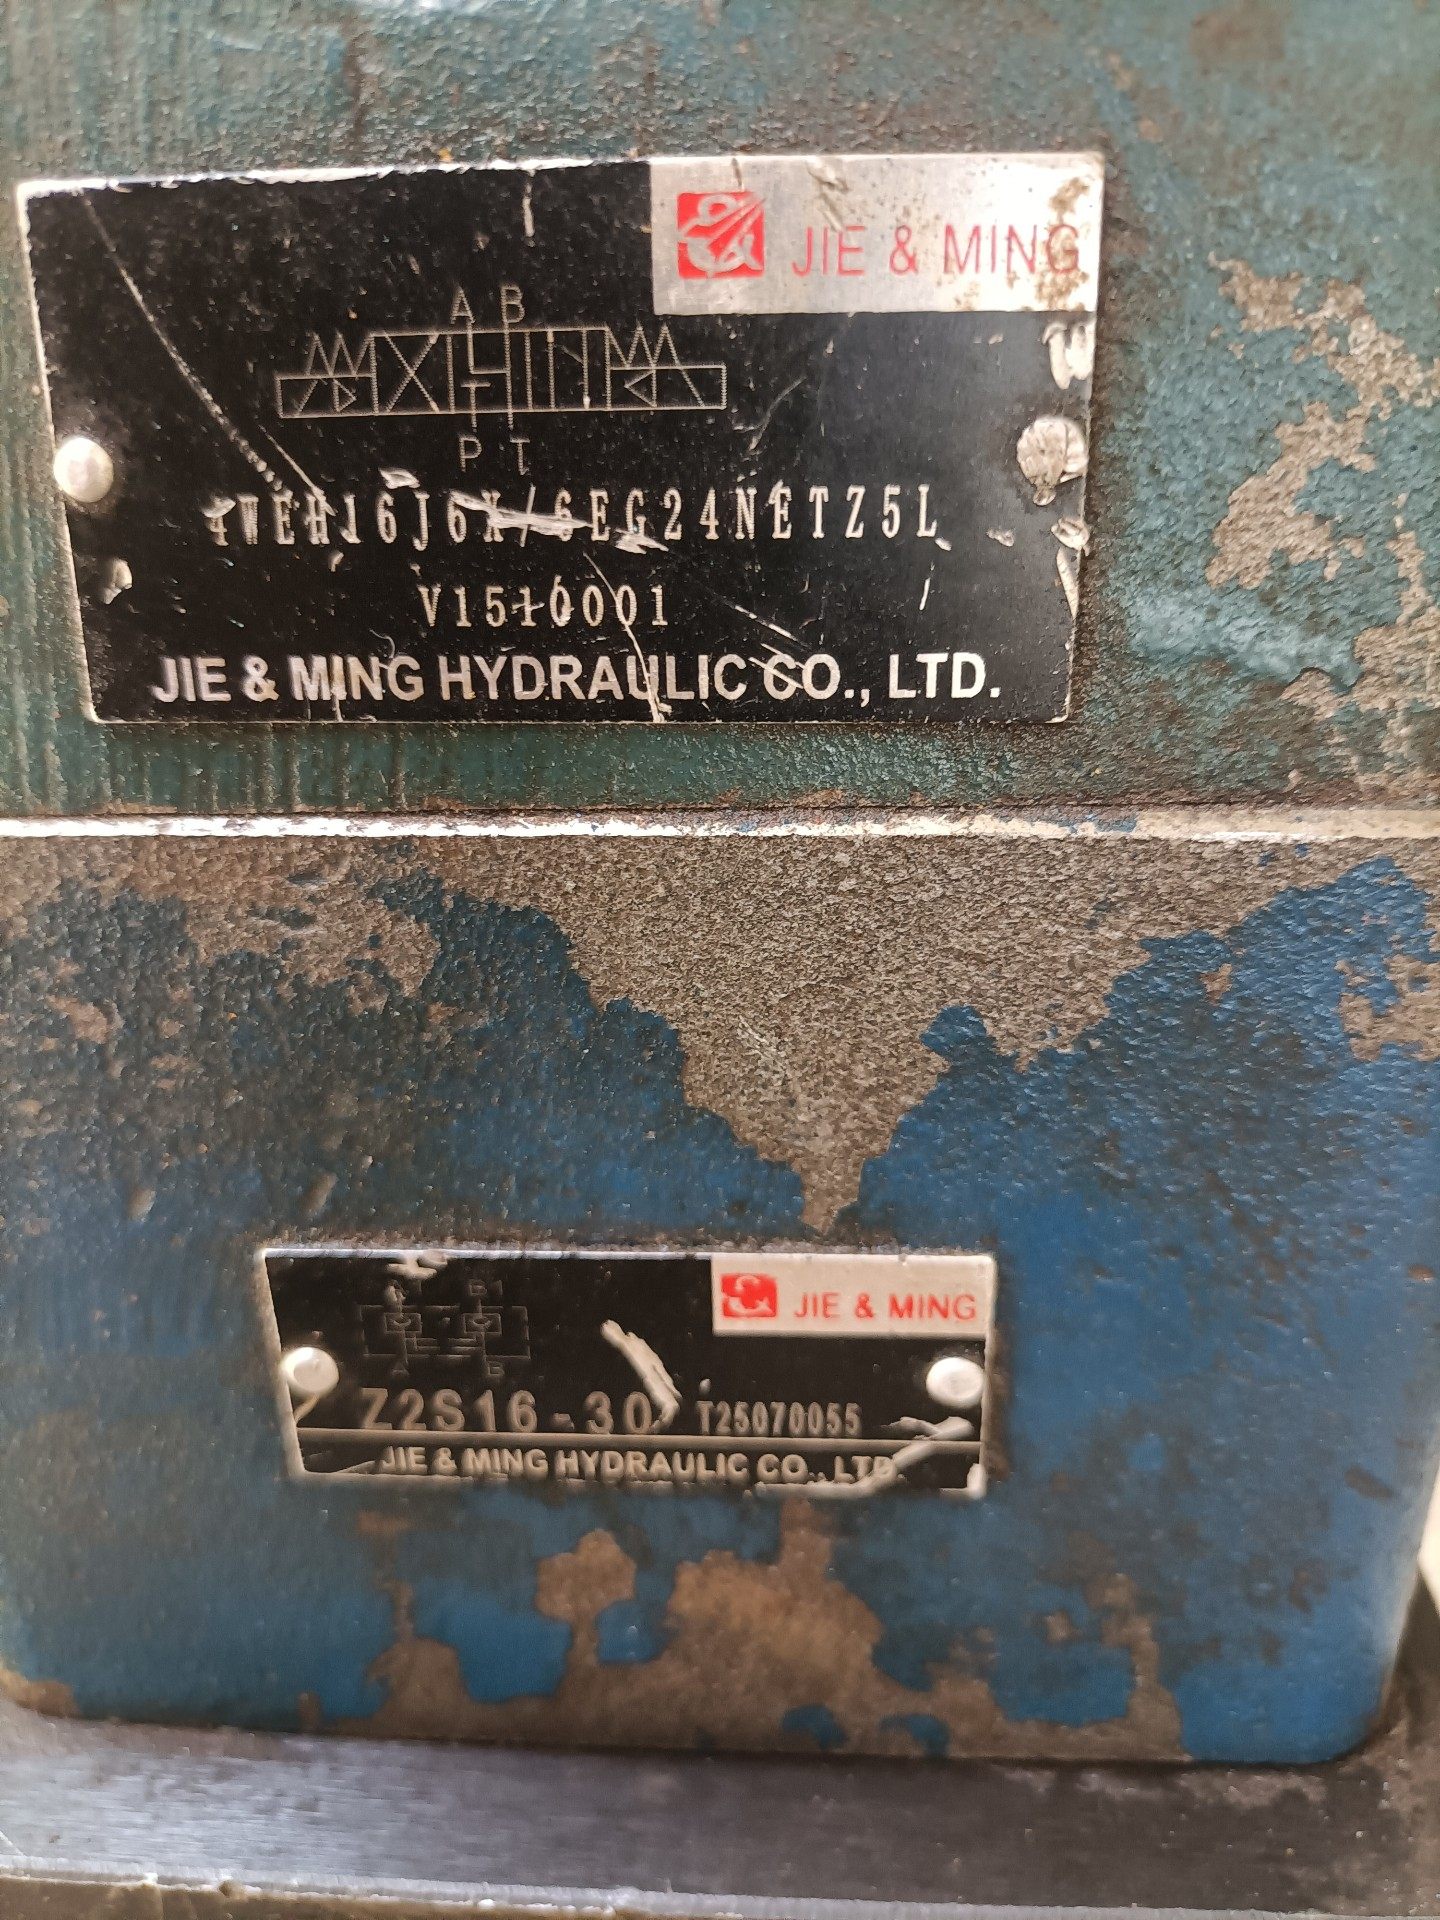 JIE & MING
A B
P T
4WEH16J6X/6EG24NETZ5L
V1510001
JIE & MING HYDRAULIC CO., LTD.
JIE & MING
B1
A B
Z2S16-30 T25070055
JIE & MING HYDRAULIC CO., LTD.